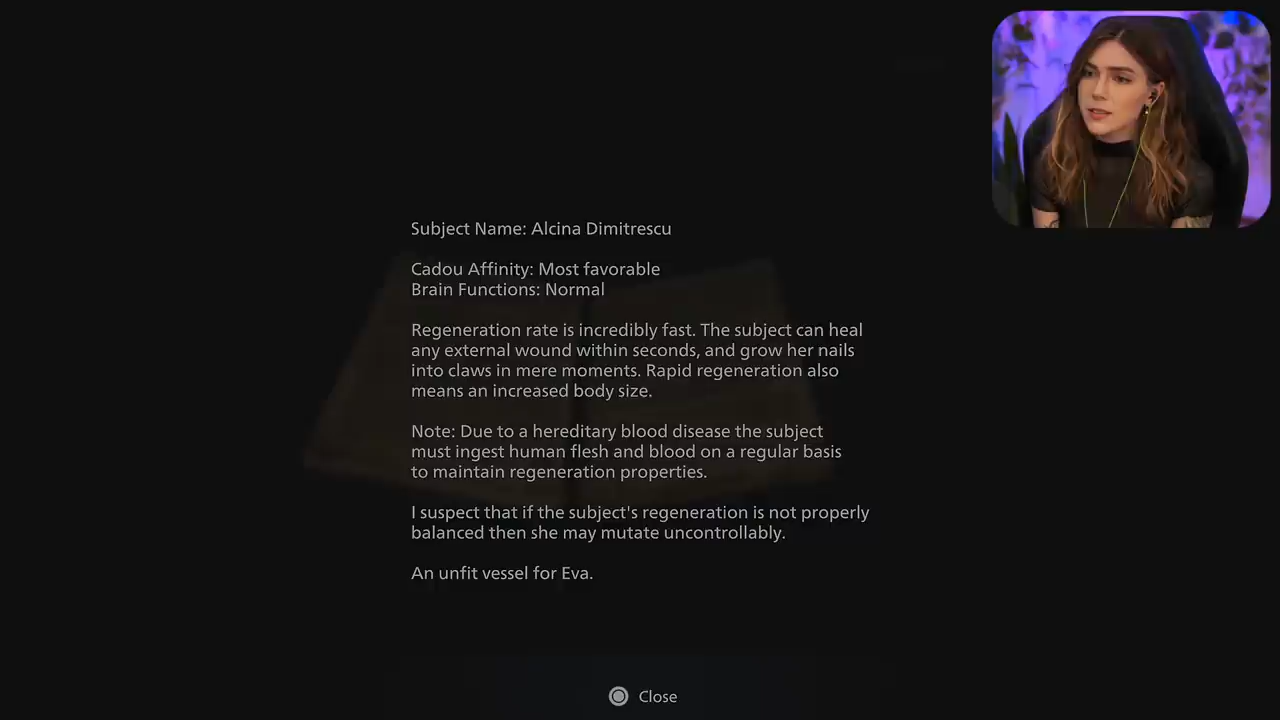 Subject Name: Alcina Dimitrescu
Cadou Affinity: Most favorable
Brain Functions: Normal
Regeneration rate is incredibly fast. The subject can heal
any external wound within seconds, and grow her nails
into claws in mere moments. Rapid regeneration also
means an increased body size.
Note: Due to a hereditary blood disease the subject
must ingest human flesh and blood on a regular basis
to maintain regeneration properties.
I suspect that if the subject's regeneration is not properly
balanced then she may mutate uncontrollably.
An unfit vessel for Eva.
Close